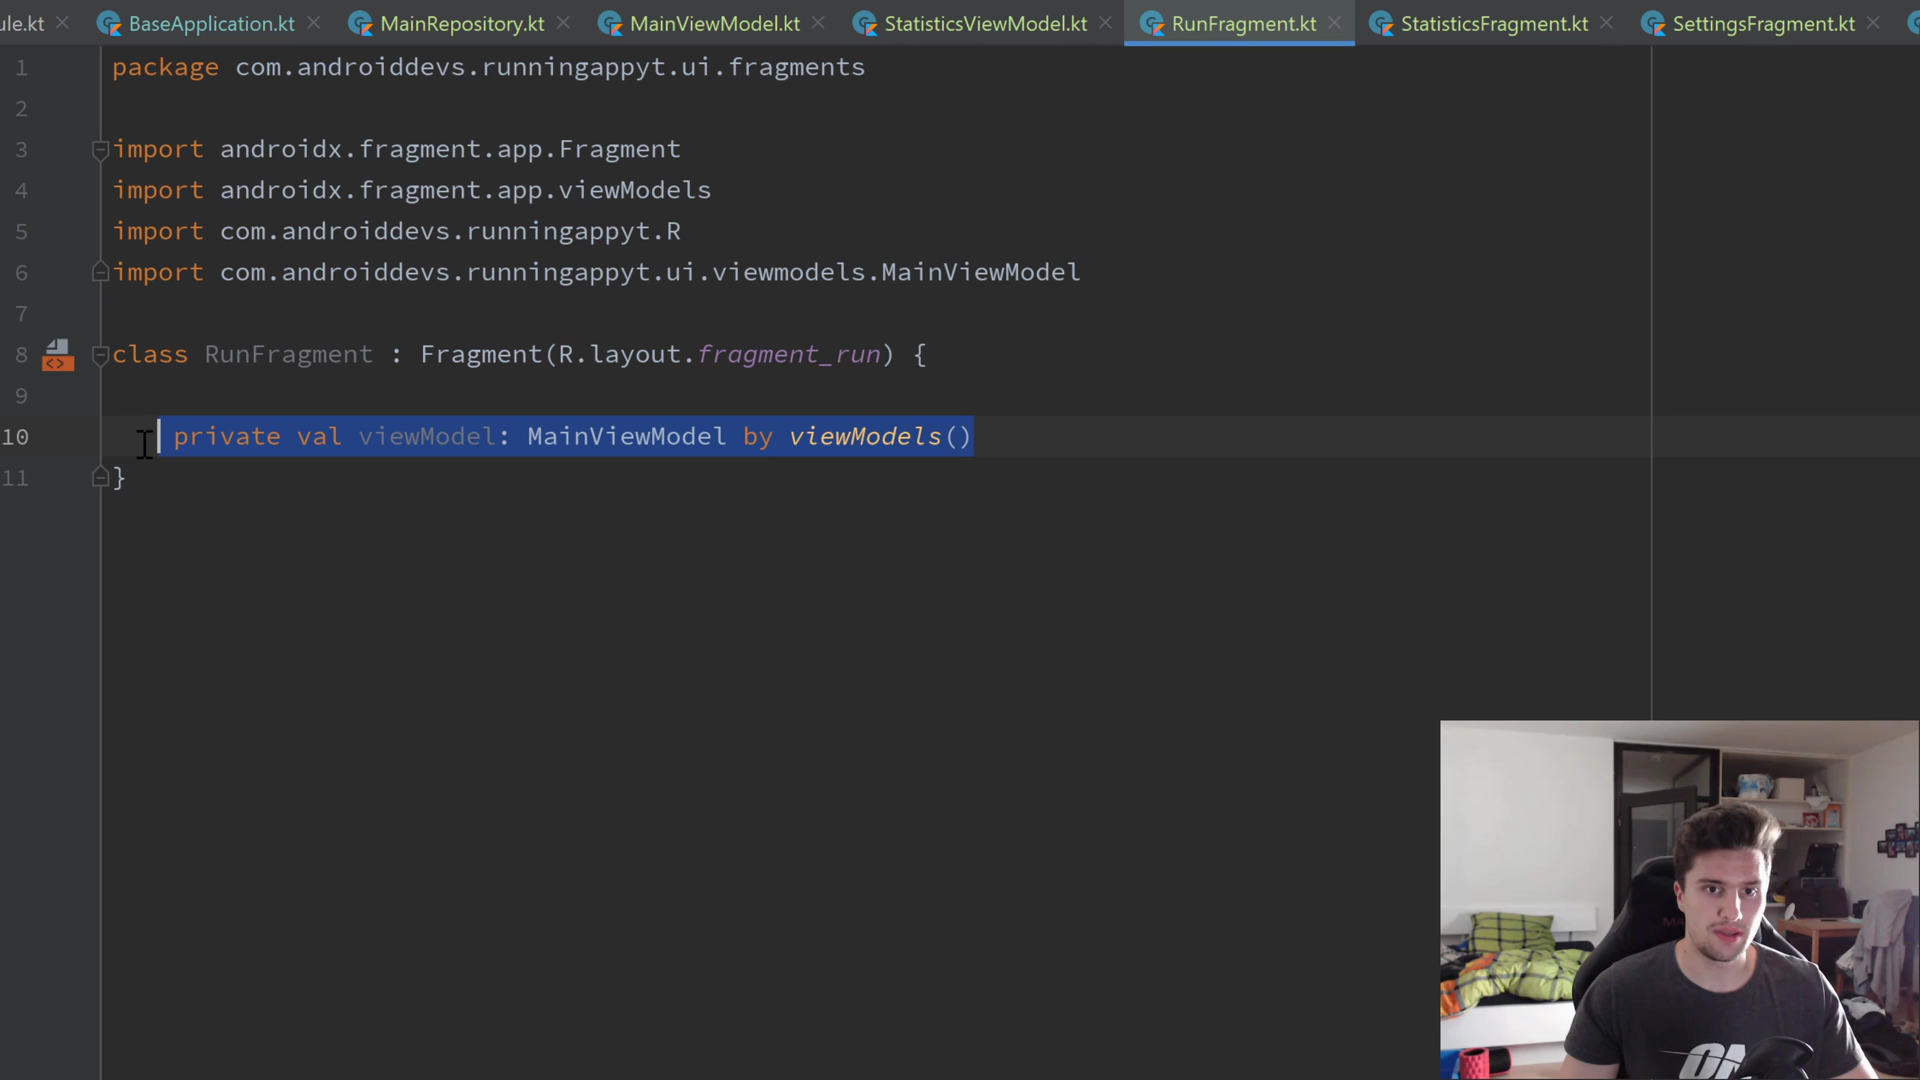 ule.kt BaseApplication.kt MainRepository.kt MainViewModel.kt StatisticsViewModel.kt RunFragment.kt StatisticsFragment.kt SettingsFragment.kt
1 package com.androiddevs.runningappyt.ui.fragments
2
3 import androidx.fragment.app.Fragment
4 import androidx.fragment.app.viewModels
5 import com.androiddevs.runningappyt.R
6 import com.androiddevs.runningappyt.ui.viewmodels.MainViewModel
7
8 class RunFragment : Fragment(R.layout.fragment_run) {
9
10 private val viewModel: MainViewModel by viewModels()
11 }